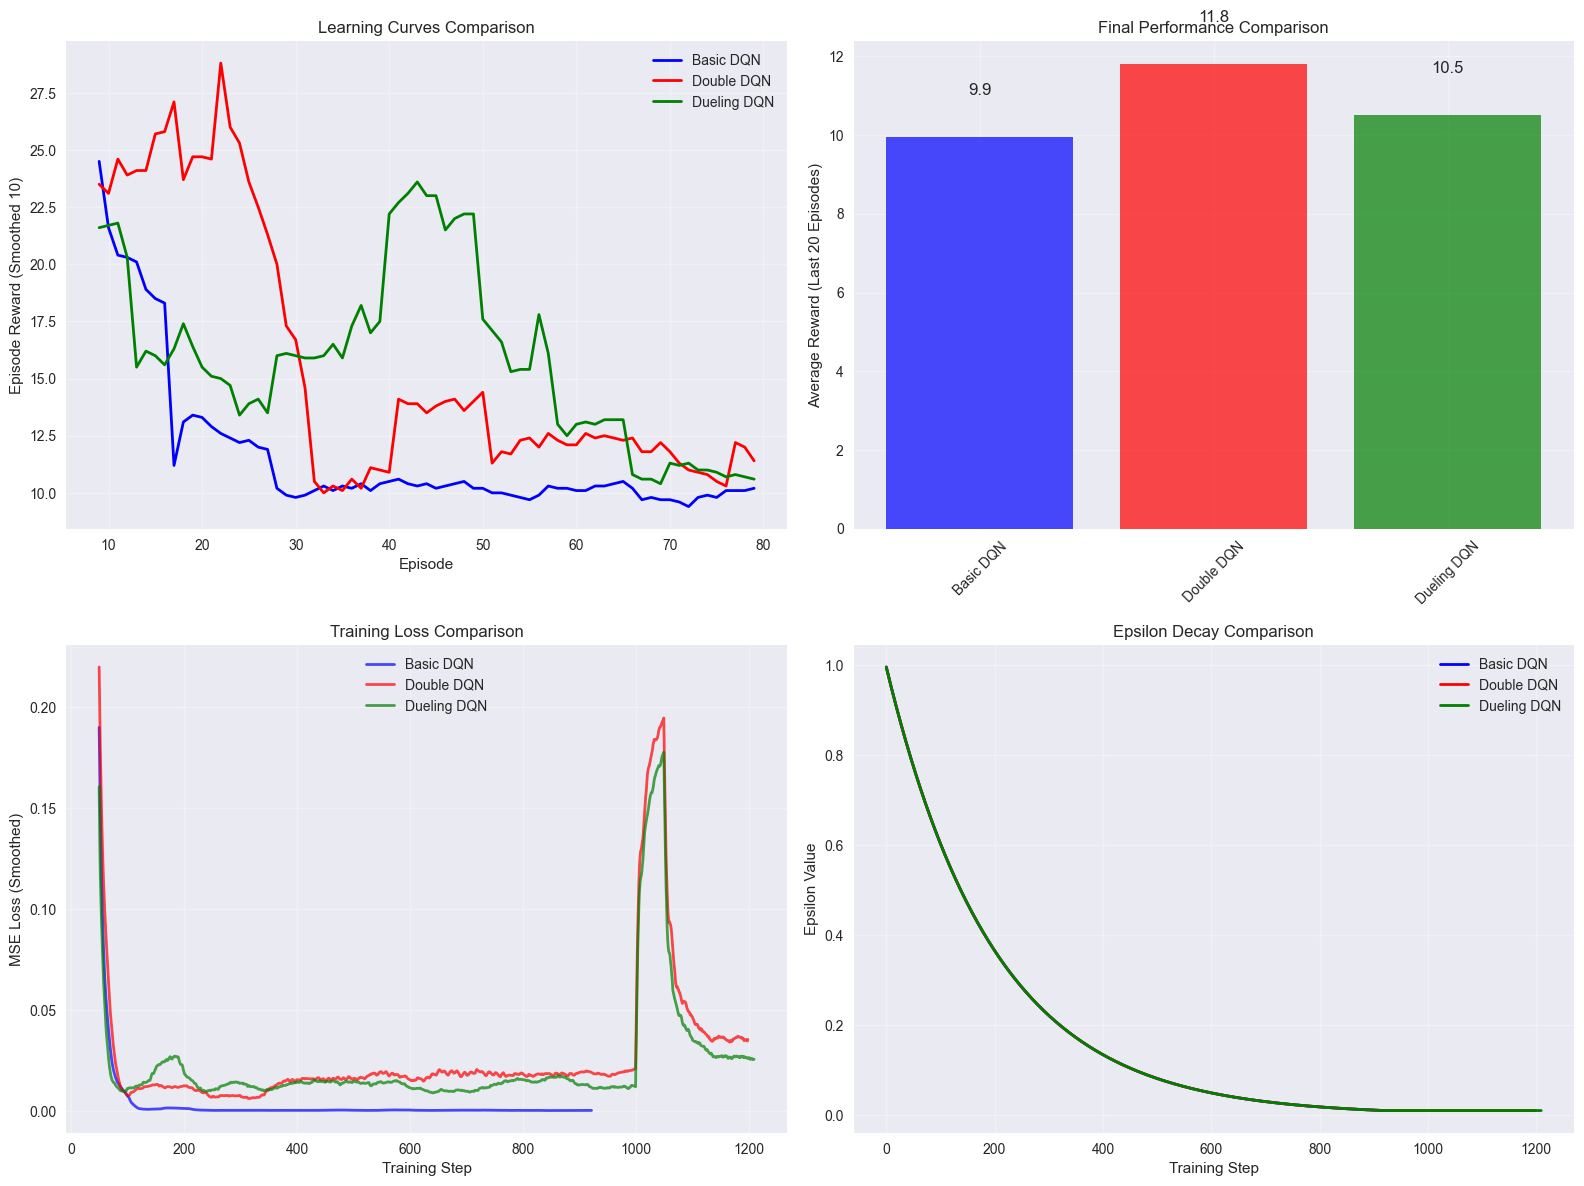 Learning Curves Comparison
Episode Reward (Smoothed 10)
27.5
25.0
22.5
20.0
17.5
15.0
12.5
10.0
Basic DQN
Double DQN
Dueling DQN
10 20 30 40 50 60 70 80
Episode
11.8
Final Performance Comparison
Average Reward (Last 20 Episodes)
12
10
8
6
4
2
0
9.9
10.5
Basic DQN
Double DQN
Dueling DQN
Training Loss Comparison
MSE Loss (Smoothed)
0.20
0.15
0.10
0.05
0.00
Basic DQN
Double DQN
Dueling DQN
0 200 400 600 800 1000 1200
Training Step
Epsilon Decay Comparison
Epsilon Value
1.0
0.8
0.6
0.4
0.2
0.0
Basic DQN
Double DQN
Dueling DQN
0 200 400 600 800 1000 1200
Training Step